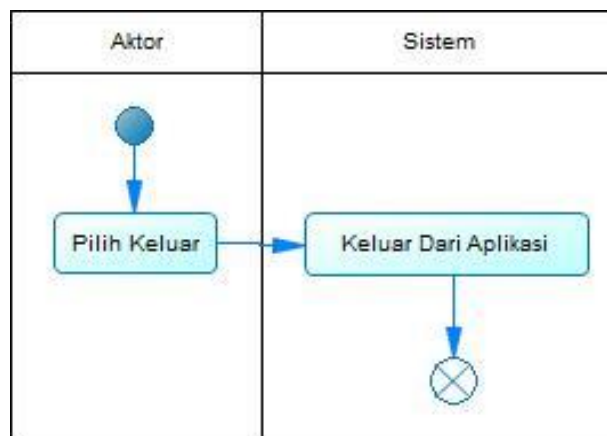 Aktor
Sistem
Pilih Keluar
Keluar Dari Aplikasi